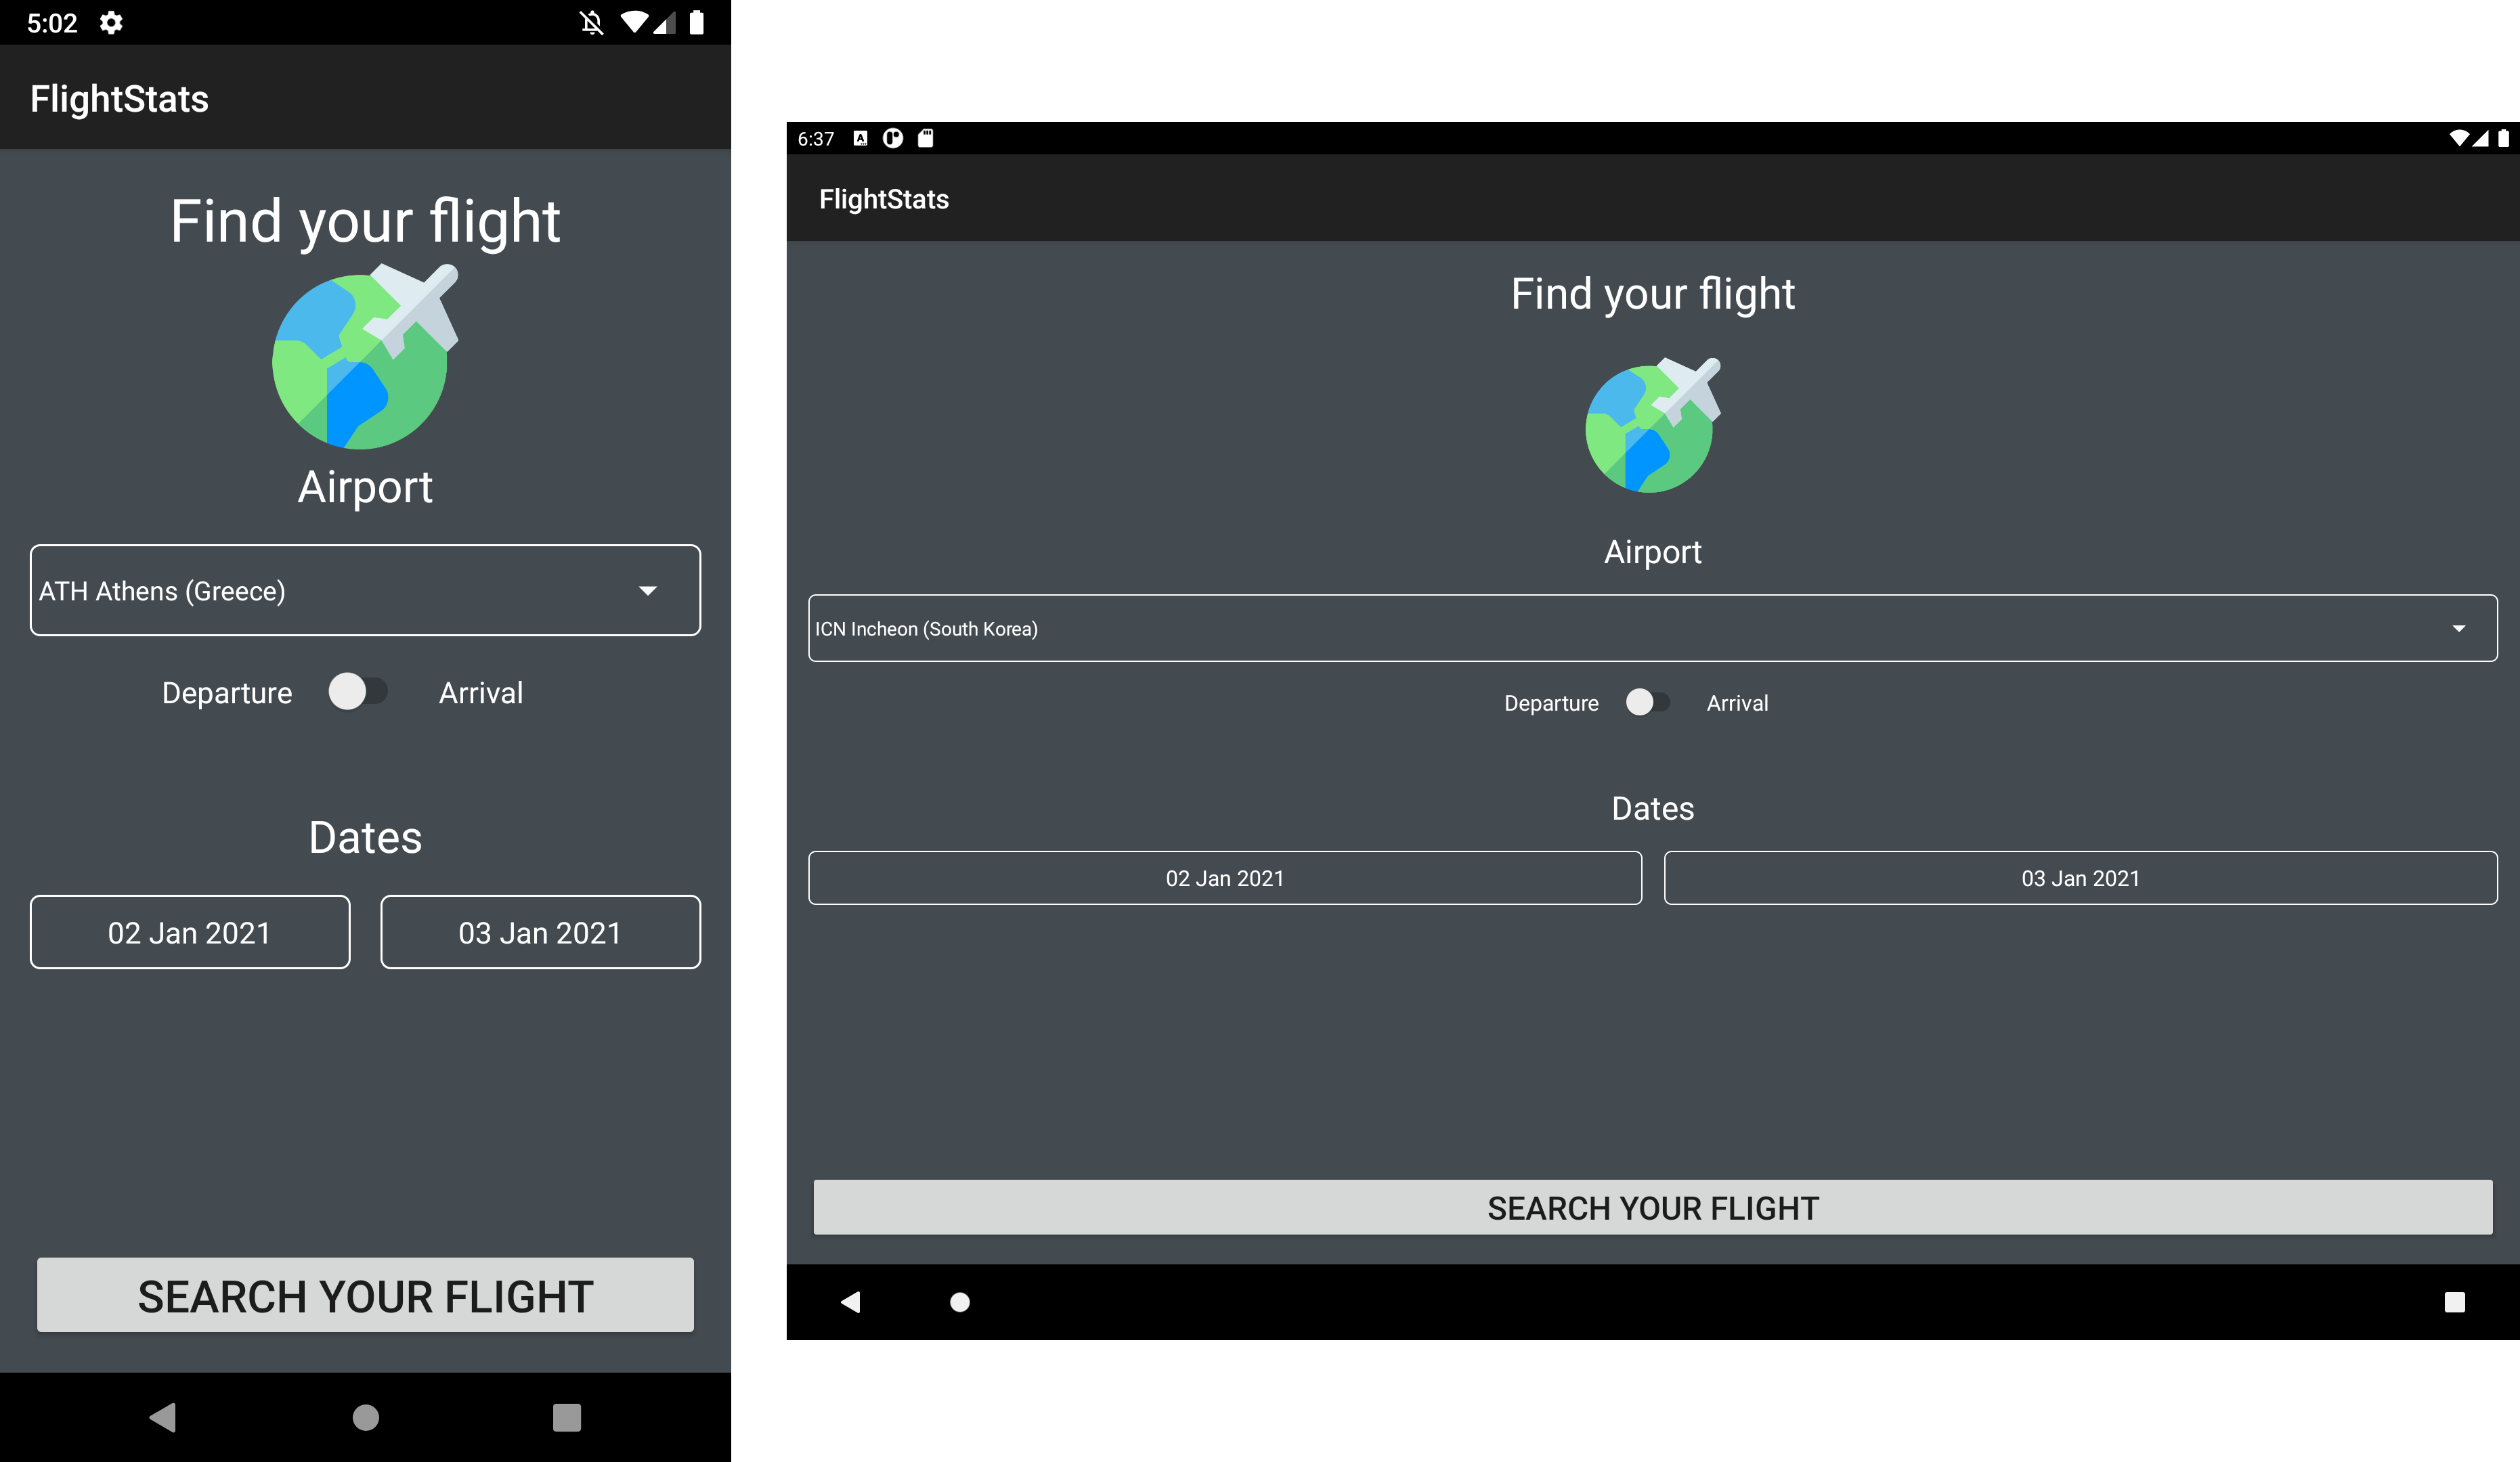 5:02
FlightStats
Find your flight
Airport
ATH Athens (Greece)
Departure Arrival
Dates
02 Jan 2021 03 Jan 2021
SEARCH YOUR FLIGHT
6:37 A
FlightStats
Find your flight
Airport
ICN Incheon (South Korea)
Departure Arrival
Dates
02 Jan 2021 03 Jan 2021
SEARCH YOUR FLIGHT